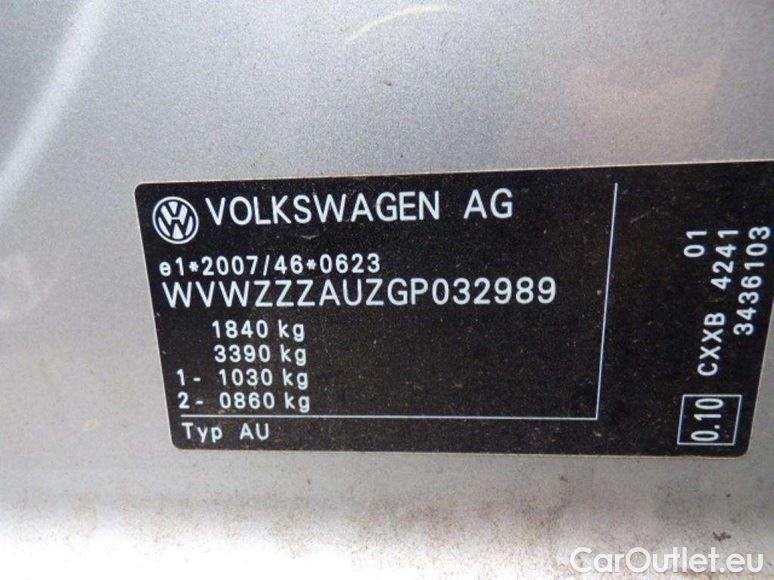 VOLKSWAGEN AG
e1*2007/46*0623
WVWZZZAUZGP032989
1840 kg
3390 kg
1- 1030 kg
2- 0860 kg
Typ AU
01
CXXB 4241
3436103
0.10
CarOutlet.eu